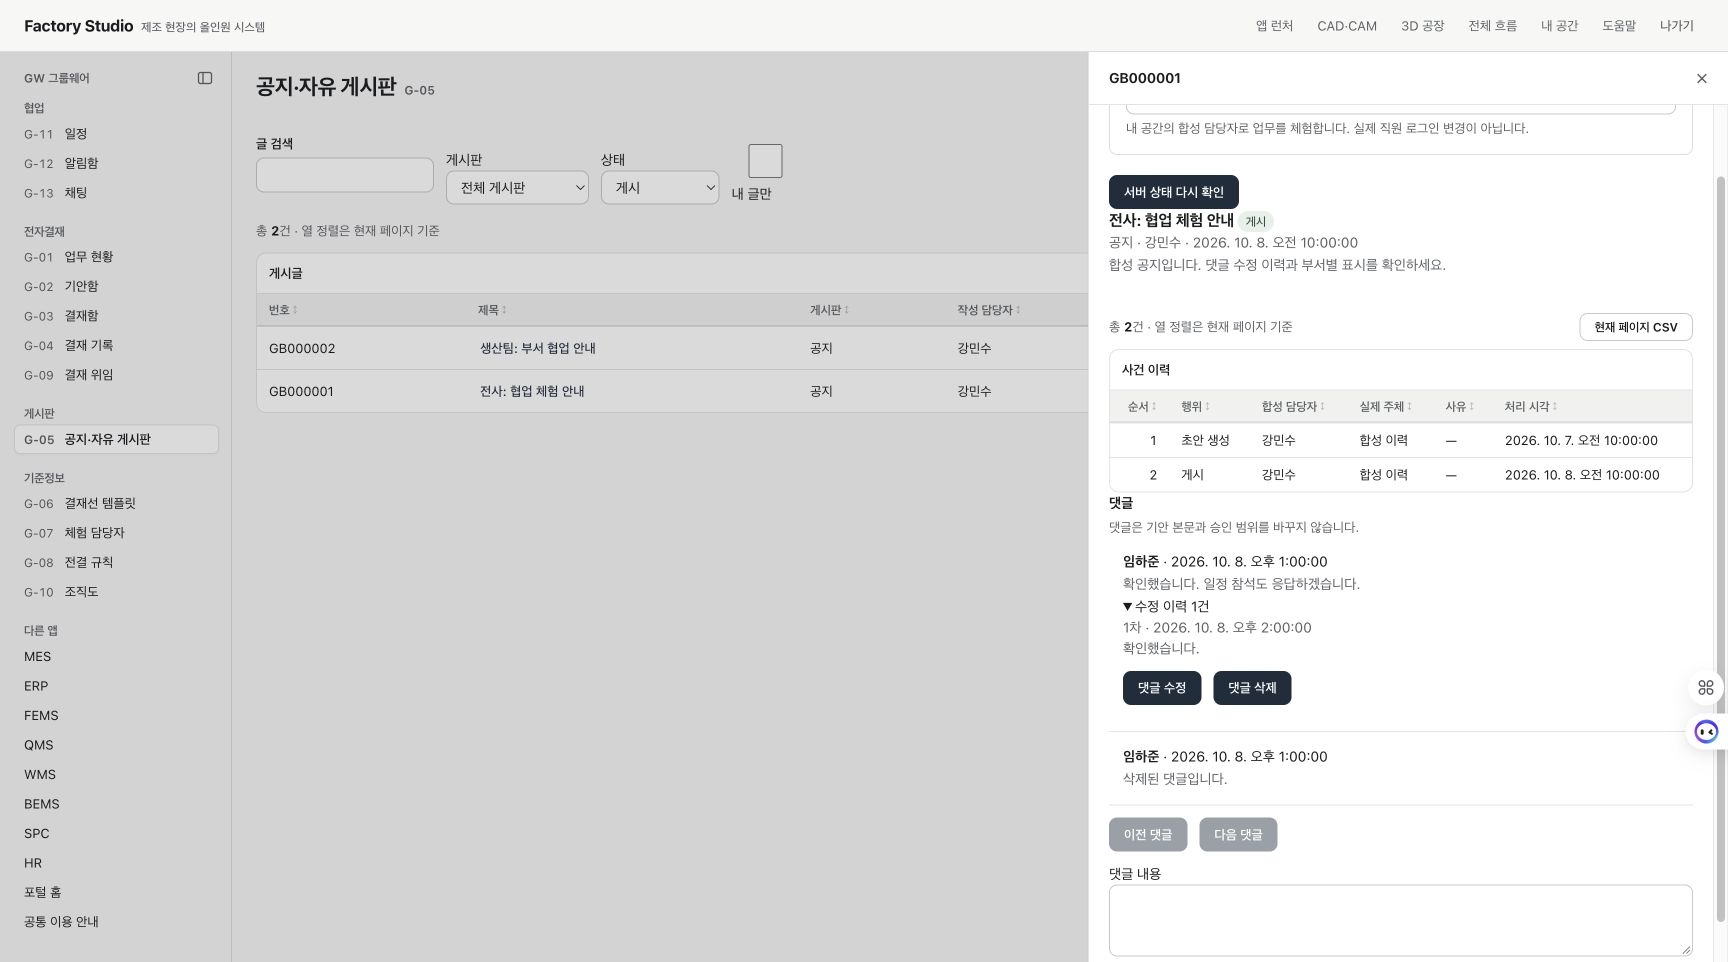 Factory Studio 제조 현장의 올인원 시스템
앱 런처 CAD·CAM 3D 공장 전체 흐름 내 공간 도움말 나가기
GW 그룹웨어
협업
G-11 일정
G-12 알림함
G-13 채팅
전자결재
G-01 업무 현황
G-02 기안함
G-03 결재함
G-04 결재 기록
G-09 결재 위임
게시판
G-05 공지·자유 게시판
기준정보
G-06 결재선 템플릿
G-07 체험 담당자
G-08 전결 규칙
G-10 조직도
다른 앱
MES
ERP
FEMS
QMS
WMS
BEMS
SPC
HR
포털 홈
공통 이용 안내
공지·자유 게시판 G-05
글 검색
게시판
전체 게시판
상태
게시
내 글만
총 2건 · 열 정렬은 현재 페이지 기준
게시글
번호 제목 게시판 작성 담당자
GB000002 생산팀: 부서 협업 안내 공지 강민수
GB000001 전사: 협업 체험 안내 공지 강민수
GB000001
내 공간의 합성 담당자로 업무를 체험합니다. 실제 직원 로그인 변경이 아닙니다.
서버 상태 다시 확인
전사: 협업 체험 안내 게시
공지 · 강민수 · 2026. 10. 8. 오전 10:00:00
합성 공지입니다. 댓글 수정 이력과 부서별 표시를 확인하세요.
총 2건 · 열 정렬은 현재 페이지 기준
현재 페이지 CSV
사건 이력
순서 행위 합성 담당자 실제 주체 사유 처리 시각
1 초안 생성 강민수 합성 이력 — 2026. 10. 7. 오전 10:00:00
2 게시 강민수 합성 이력 — 2026. 10. 8. 오전 10:00:00
댓글
댓글은 기안 본문과 승인 범위를 바꾸지 않습니다.
임하준 · 2026. 10. 8. 오후 1:00:00
확인했습니다. 일정 참석도 응답하겠습니다.
▼수정 이력 1건
1차 · 2026. 10. 8. 오후 2:00:00
확인했습니다.
댓글 수정 댓글 삭제
임하준 · 2026. 10. 8. 오후 1:00:00
삭제된 댓글입니다.
이전 댓글 다음 댓글
댓글 내용